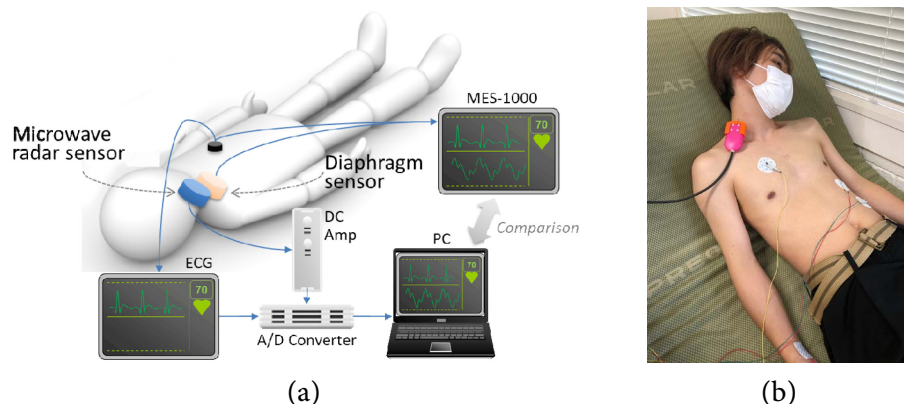 MES-1000
70
Microwave
radar sensor
Diaphragm
sensor
DC
Amp
Comparison
PC
ECG
70
70
A/D Converter
(a)
(b)